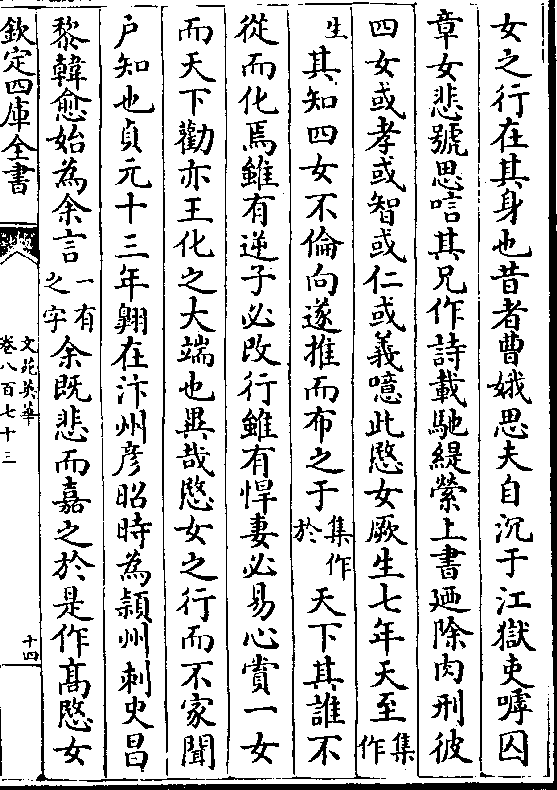 女之行在其身也昔者曹娥思夫自沉于江獄吏嘑囚
章女悲號思唁其兄作詩載馳緹縈上書廼除肉刑彼
四女或孝或智或仁或義噫此愍女厥生七年天至集作
生其知四女不倫向遂推而布之于集作於天下其誰不
從而化焉雖有逆子必改行雖有悍妻必易心賞一女
而天下勸亦王化之大端也異哉愍女之行而不家聞
户知也貞元十三年翺在汴州彦昭時為潁州刺史昌
黎韓愈始為余言一有之字余既悲而嘉之於是作髙愍女
欽定四庫全書
文苑英華
卷八百七十三
十四